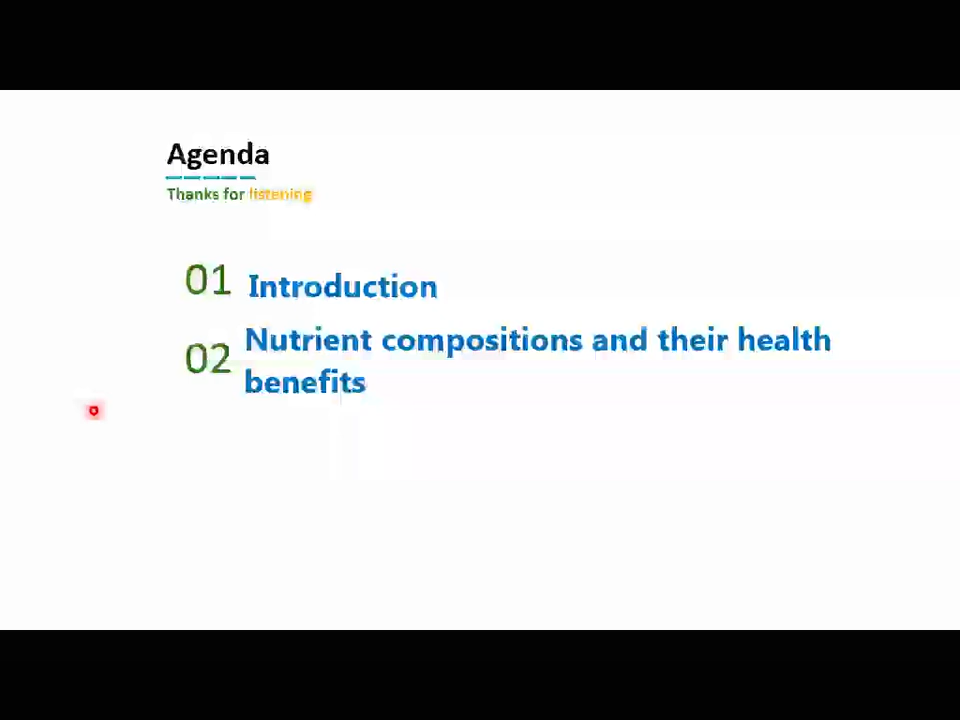 Agenda
Thanks for listening
01 Introduction
02 Nutrient compositions and their health
benefits